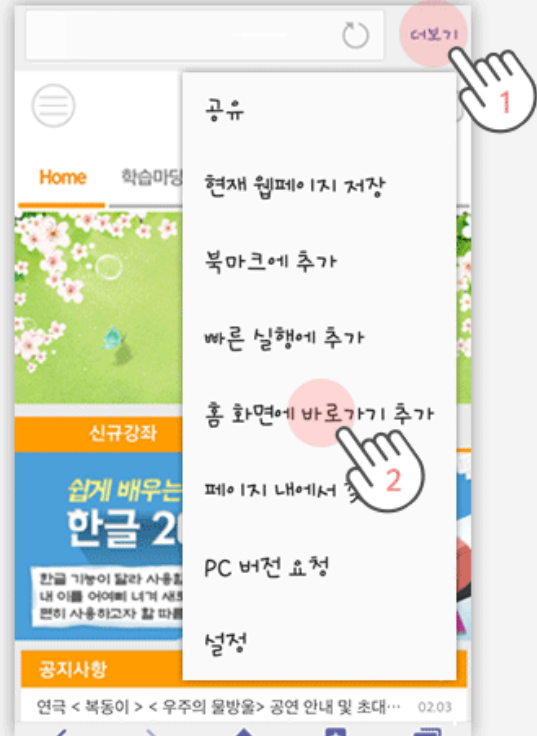 더보기
1
공유
Home 학습마당
현재 웹페이지 저장
북마크에 추가
빠른 실행에 추가
홈 화면에 바로가기 추가
2
신규강좌
페이지 내에서
쉽게 배우는
한글 20
PC 버전 요청
한글 기능이 달라 사용
내 이를 어여삐 녀겨 새로
편히 사용하고자 할 따름
설정
공지사항
연극 < 복동이 > < 우주의 물방울> 공연 안내 및 초대… 02.03